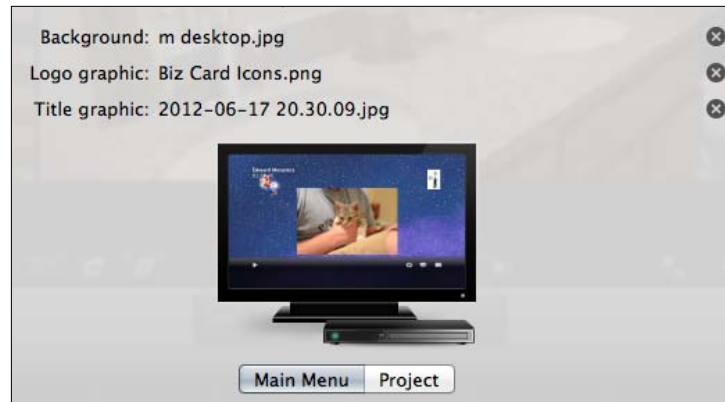 Background: m desktop.jpg
Logo graphic: Biz Card Icons.png
Title graphic: 2012-06-17 20.30.09.jpg
Main Menu Project